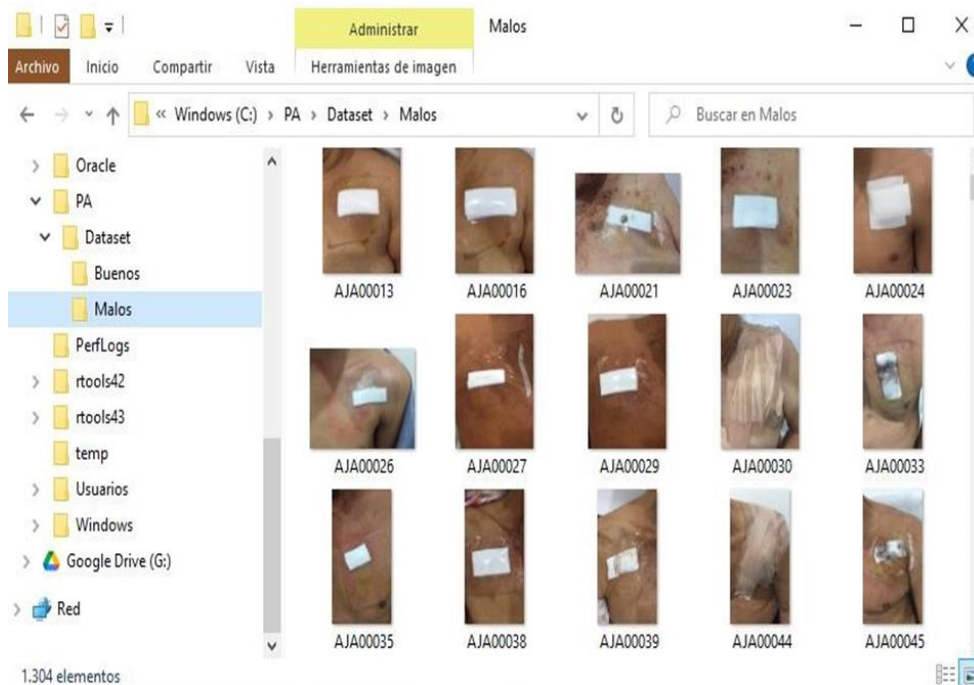 Administrar
Malos
Archivo
Inicio
Compartir
Vista
Herramientas de imagen
« Windows (C:) > PA > Dataset > Malos
Buscar en Malos
Oracle
PA
Dataset
Buenos
Malos
PerfLogs
rtools42
rtools43
temp
Usuarios
Windows
Google Drive (G:)
Red
AJA00013
AJA00016
AJA00021
AJA00023
AJA00024
AJA00026
AJA00027
AJA00029
AJA00030
AJA00033
AJA00035
AJA00038
AJA00039
AJA00044
AJA00045
1.304 elementos